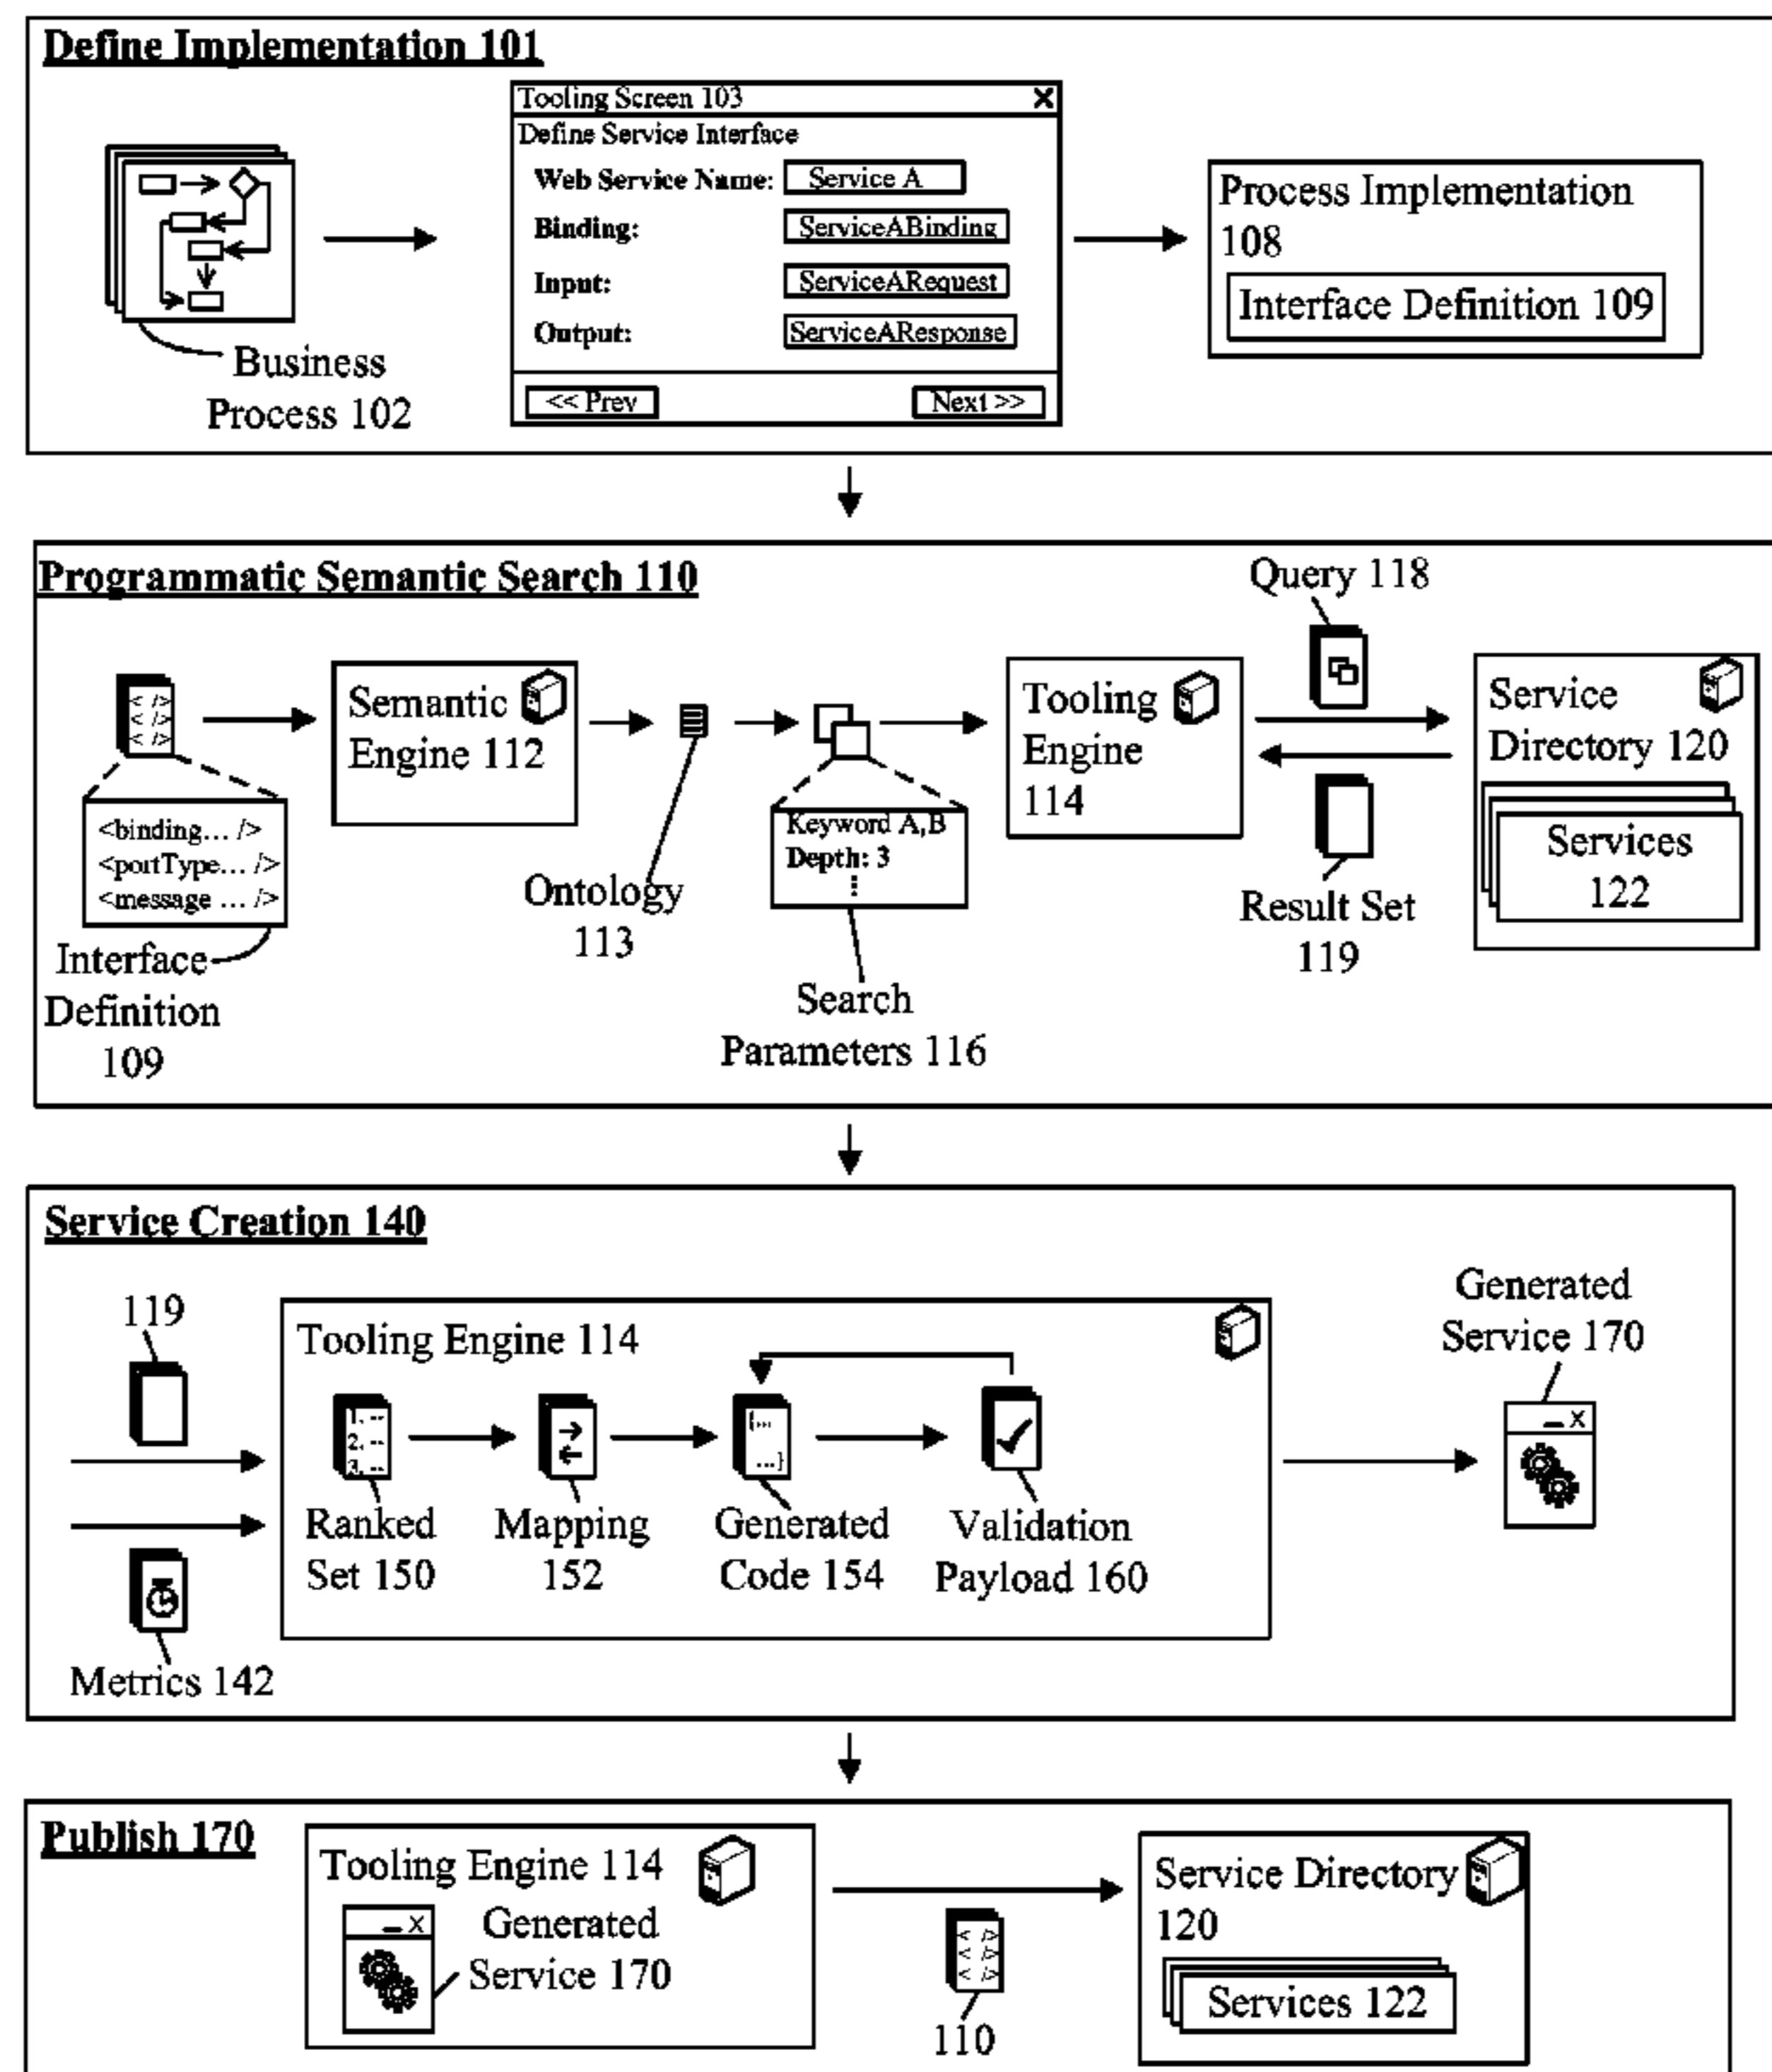 Define Implementation 101
Tooling Screen 103 X
Define Service Interface
Web Service Name: Service A
Binding: ServiceABinding
Input: ServiceARequest
Output: ServiceAResponse
<< Prev Next >>
Business
Process 102
Process Implementation
108
Interface Definition 109
Programmatic Semantic Search 110
Query 118
< />
< />
< />
Semantic
Engine 112
Tooling
Engine
114
Service
Directory 120
Services
122
<binding... />
<portType... />
<message ... />
Interface
Definition
109
Ontology
113
Keyword A,B
Depth: 3
Search
Parameters 116
Result Set
119
Service Creation 140
119
Metrics 142
Tooling Engine 114
1. --
2. --
3. --
Ranked
Set 150
Mapping
152
{...
...}
Generated
Code 154
Validation
Payload 160
Generated
Service 170
_ X
Publish 170
Tooling Engine 114
_ X
Generated
Service 170
< />
< />
< />
110
Service Directory
120
Services 122